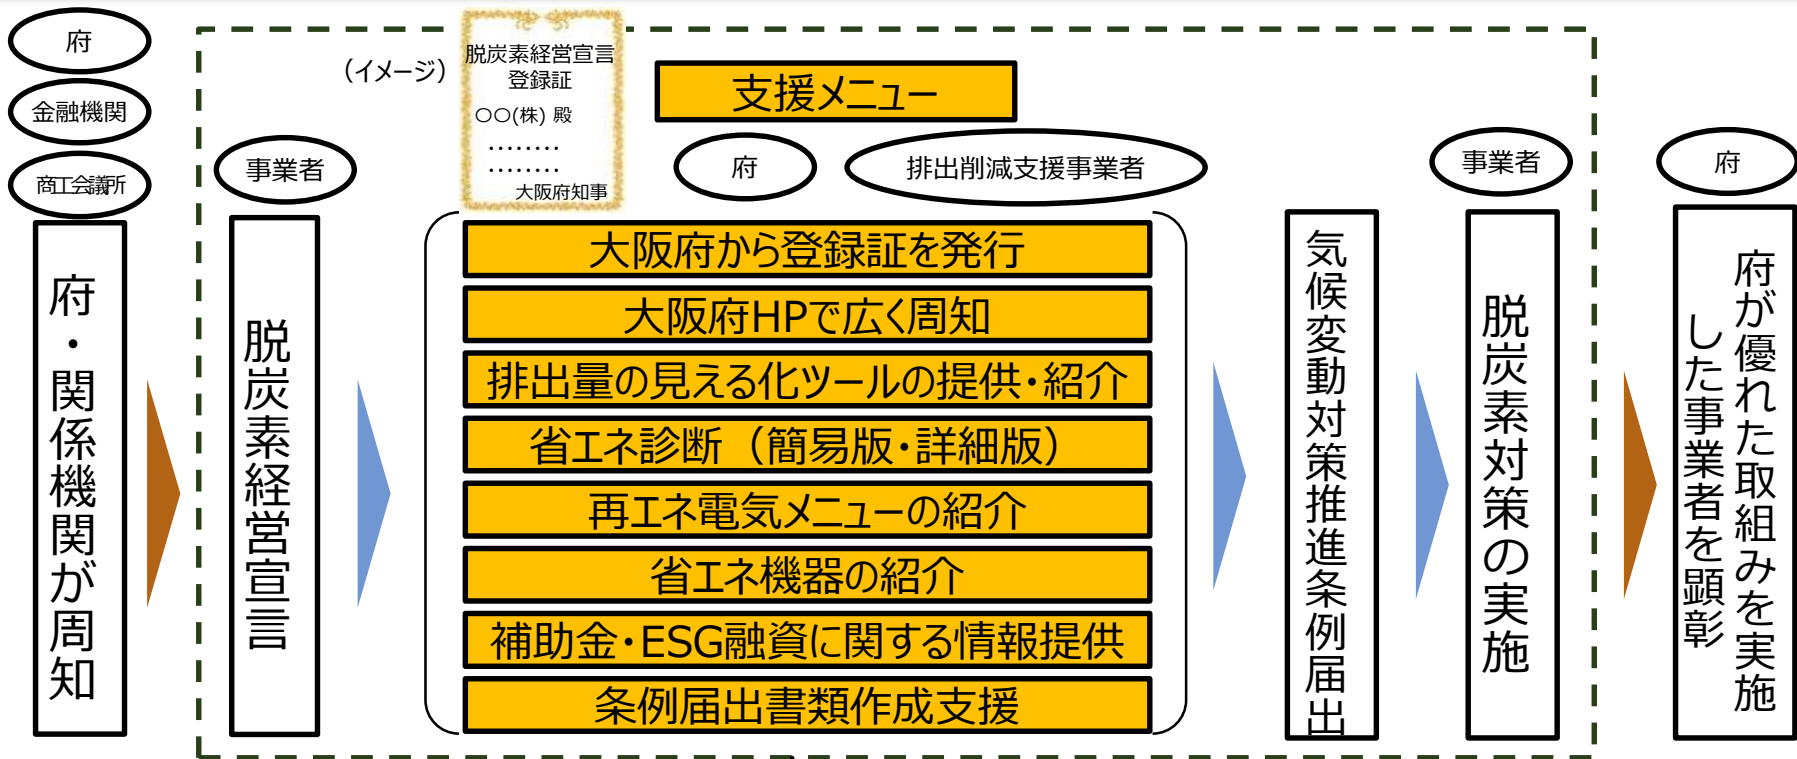 府
金融機関
商工会議所
府・関係機関が周知
事業者
脱炭素経営宣言
（イメージ）
脱炭素経営宣言
登録証
〇〇(株) 殿
‥‥‥‥
‥‥‥‥
大阪府知事
支援メニュー
府
排出削減支援事業者
大阪府から登録証を発行
大阪府HPで広く周知
排出量の見える化ツールの提供・紹介
省エネ診断（簡易版・詳細版）
再エネ電気メニューの紹介
省エネ機器の紹介
補助金・ESG融資に関する情報提供
条例届出書類作成支援
気候変動対策推進条例届出
事業者
脱炭素対策の実施
府
府が優れた取組みを実施
した事業者を顕彰